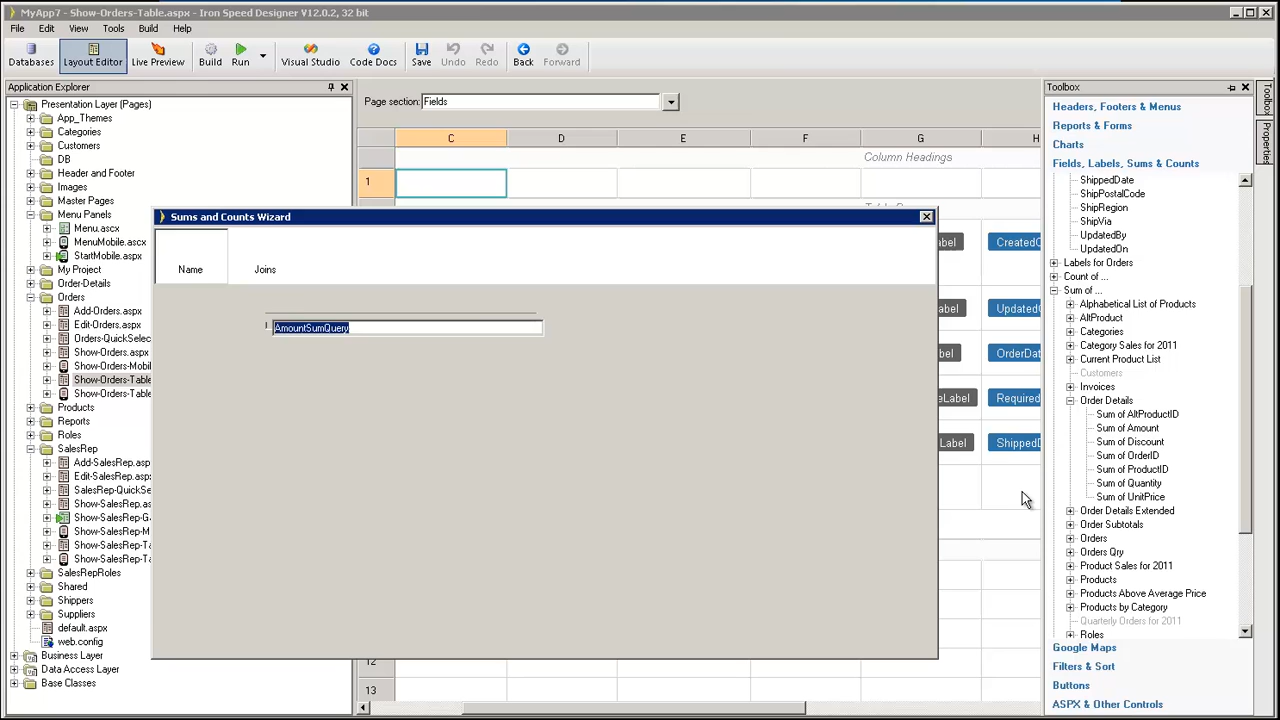 MyApp7 - Show-Orders-Table.aspx - Iron Speed Designer V12.0.2, 32 bit
File Edit View Tools Build Help
Databases Layout Editor Live Preview Build Run Visual Studio Code Docs Save Undo Redo Back Forward
Application Explorer
Presentation Layer (Pages)
App_Themes
Categories
Customers
DB
Header and Footer
Images
Master Pages
Menu Panels
Menu.ascx
MenuMobile.ascx
StartMobile.aspx
My Project
Order-Details
Orders
Add-Orders.aspx
Edit-Orders.aspx
Orders-QuickSelec
Show-Orders.aspx
Show-Orders-Mobil
Show-Orders-Table
Show-Orders-Table
Products
Reports
Roles
SalesRep
Add-SalesRep.asp
Edit-SalesRep.aspx
SalesRep-QuickSe
Show-SalesRep.as
Show-SalesRep-G
Show-SalesRep-M
Show-SalesRep-Ta
Show-SalesRep-Ta
SalesRepRoles
Shared
Shippers
Suppliers
default.aspx
web.config
Business Layer
Data Access Layer
Base Classes
Page section: Fields
C D E F G H
Column Headings
1
Sums and Counts Wizard
Name Joins
AmountSumQuery
abel CreatedO
abel UpdatedO
el OrderDat
eLabel Required
Label ShippedD
12
13
Toolbox
Headers, Footers & Menus
Reports & Forms
Charts
Fields, Labels, Sums & Counts
ShippedDate
ShipPostalCode
ShipRegion
ShipVia
UpdatedBy
UpdatedOn
Labels for Orders
Count of ...
Sum of ...
Alphabetical List of Products
AltProduct
Categories
Category Sales for 2011
Current Product List
Customers
Invoices
Order Details
Sum of AltProductID
Sum of Amount
Sum of Discount
Sum of OrderID
Sum of ProductID
Sum of Quantity
Sum of UnitPrice
Order Details Extended
Order Subtotals
Orders
Orders Qry
Product Sales for 2011
Products
Products Above Average Price
Products by Category
Quarterly Orders for 2011
Roles
Google Maps
Filters & Sort
Buttons
ASPX & Other Controls
Toolbox
Properties